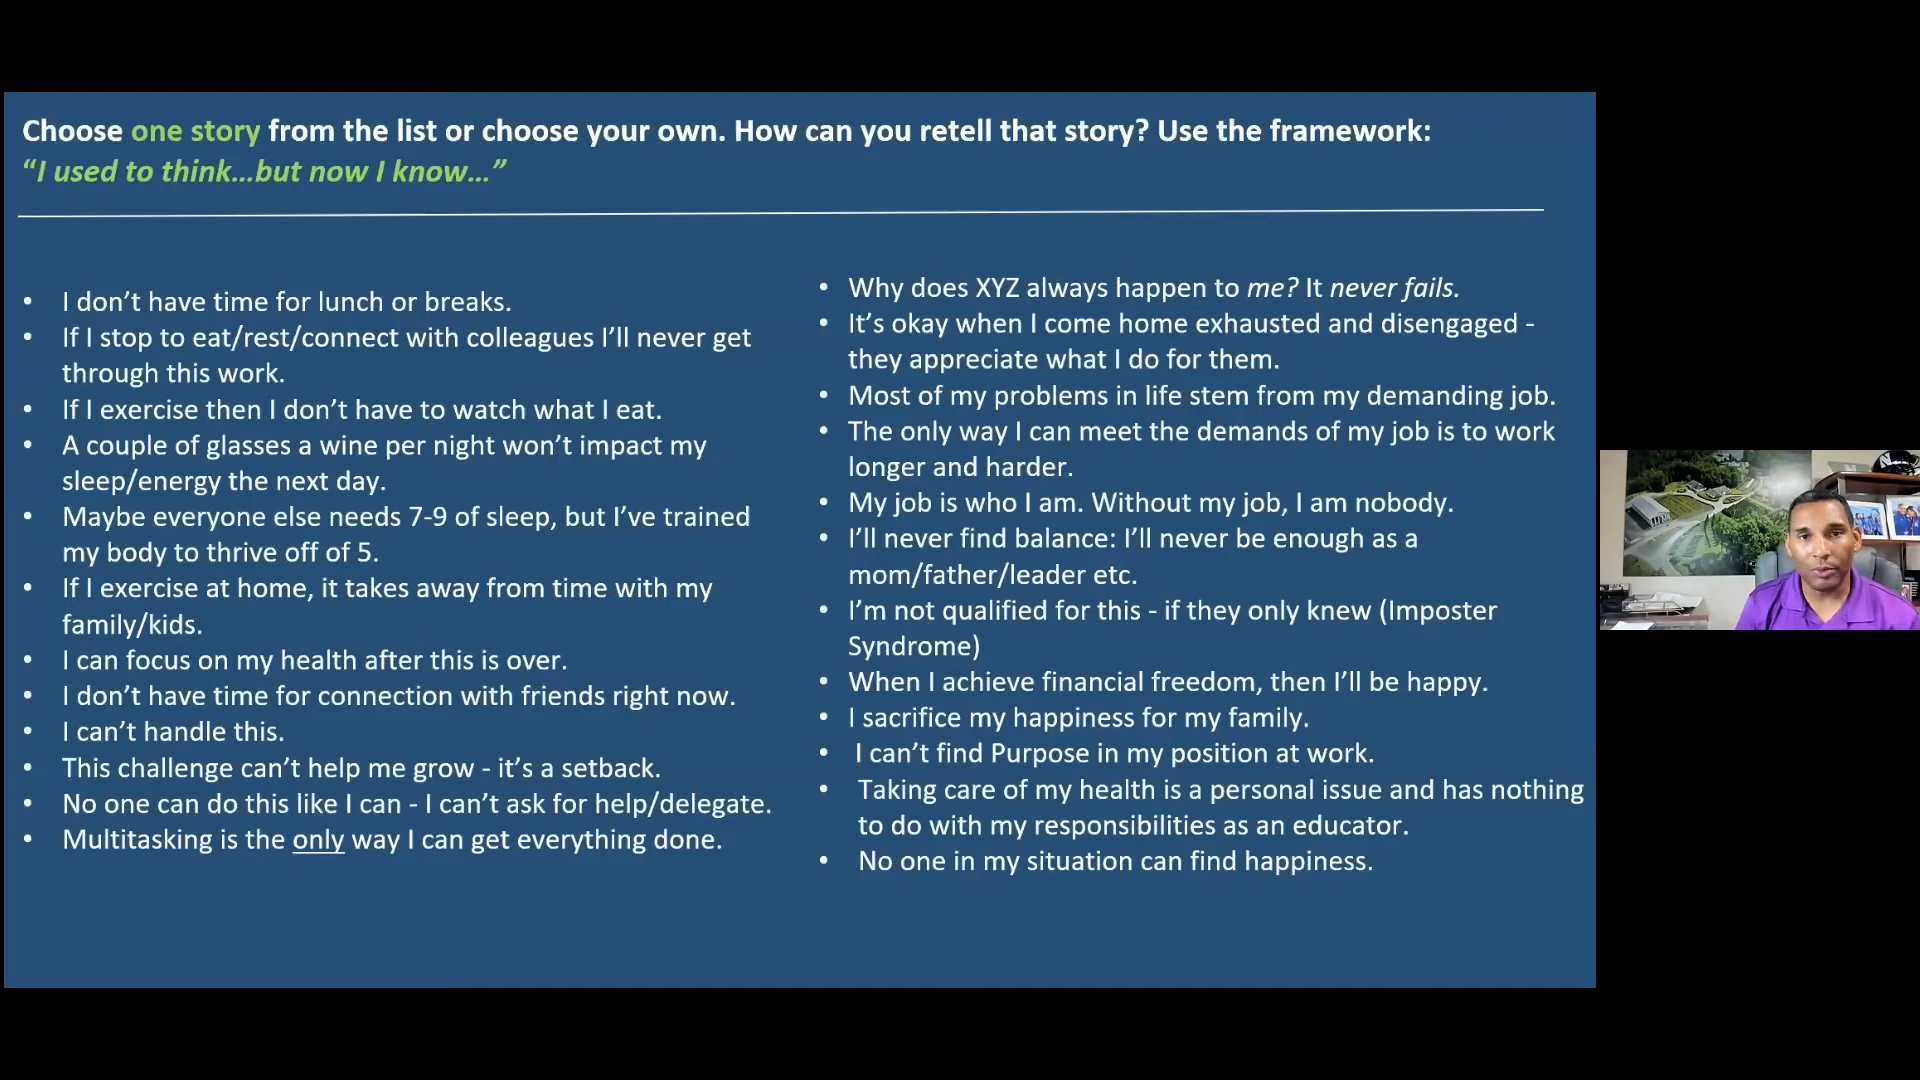 Choose one story from the list or choose your own. How can you retell that story? Use the framework:
“I used to think...but now I know...”
• I don’t have time for lunch or breaks.
• If I stop to eat/rest/connect with colleagues I’ll never get
through this work.
• If I exercise then I don’t have to watch what I eat.
• A couple of glasses a wine per night won’t impact my
sleep/energy the next day.
• Maybe everyone else needs 7-9 of sleep, but I’ve trained
my body to thrive off of 5.
• If I exercise at home, it takes away from time with my
family/kids.
• I can focus on my health after this is over.
• I don’t have time for connection with friends right now.
• I can’t handle this.
• This challenge can’t help me grow - it’s a setback.
• No one can do this like I can - I can’t ask for help/delegate.
• Multitasking is the only way I can get everything done.
• Why does XYZ always happen to me? It never fails.
• It’s okay when I come home exhausted and disengaged -
they appreciate what I do for them.
• Most of my problems in life stem from my demanding job.
• The only way I can meet the demands of my job is to work
longer and harder.
• My job is who I am. Without my job, I am nobody.
• I’ll never find balance: I’ll never be enough as a
mom/father/leader etc.
• I’m not qualified for this - if they only knew (Imposter
Syndrome)
• When I achieve financial freedom, then I’ll be happy.
• I sacrifice my happiness for my family.
• I can’t find Purpose in my position at work.
• Taking care of my health is a personal issue and has nothing
to do with my responsibilities as an educator.
• No one in my situation can find happiness.